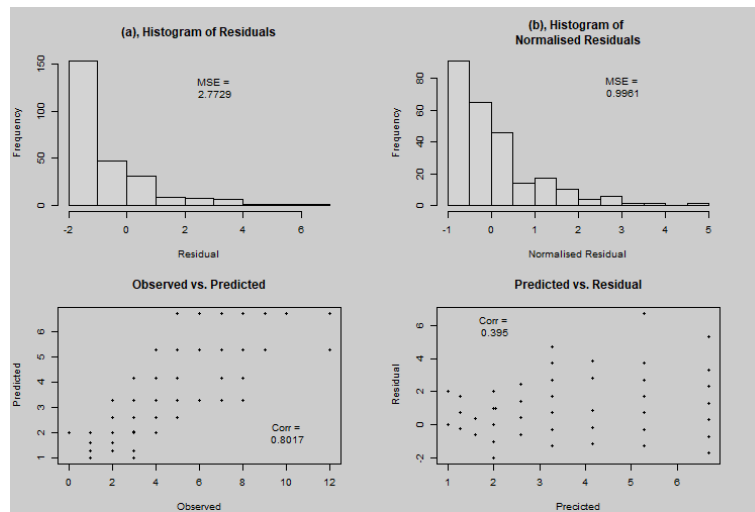 (a), Histogram of Residuals
MSE =
2.7729
Frequency
150
100
50
0
-2 0 2 4 6
Residual
(b), Histogram of
Normalised Residuals
MSE =
0.9961
Frequency
80
60
40
20
0
-1 0 1 2 3 4 5
Normalised Residual
Observed vs. Predicted
Predicted
6
5
4
3
2
1
Corr =
0.8017
0 2 4 6 8 10 12
Observed
Predicted vs. Residual
Corr =
0.395
Residual
6
4
2
0
-2
1 2 3 4 5 6
Predicted